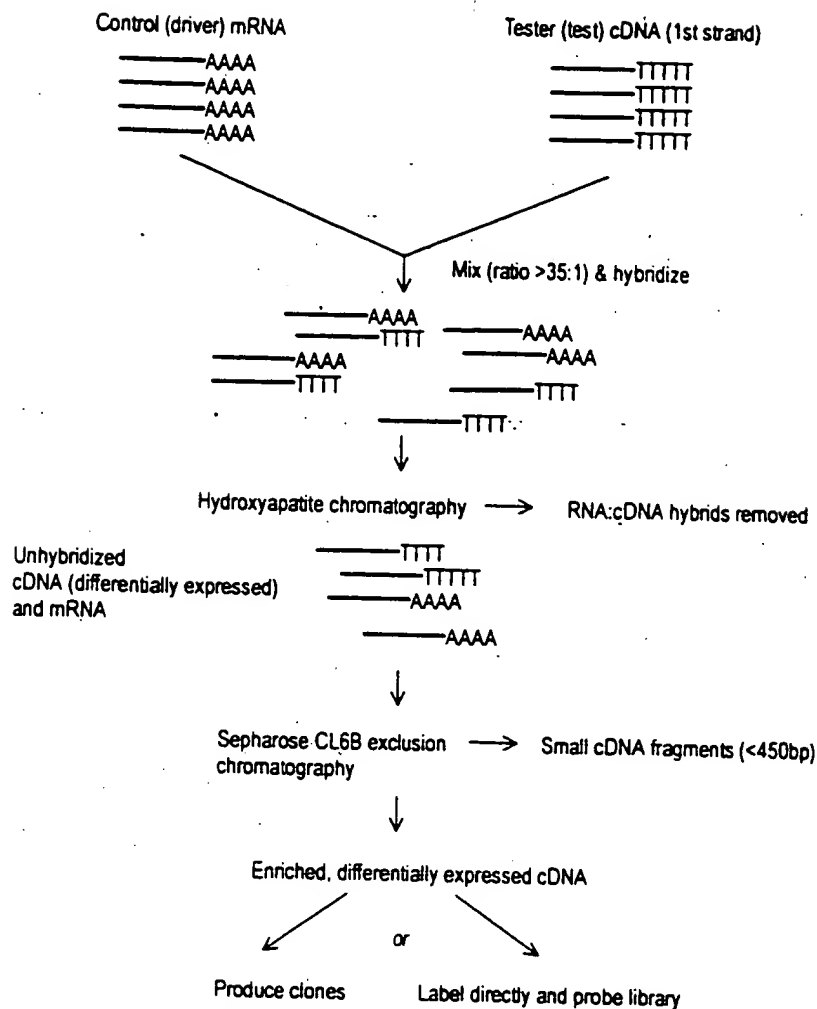 Control (driver) mRNA
Tester (test) cDNA (1st strand)
AAAA
AAAA
AAAA
AAAA
TTTTT
TTTTT
TTTTT
TTTTT
Mix (ratio >35:1) & hybridize
AAAA
TTTT
AAAA
TTTT
AAAA
AAAA
TTTT
TTTT
Hydroxyapatite chromatography
RNA:cDNA hybrids removed
Unhybridized
cDNA (differentially expressed)
and mRNA
TTTT
TTTTT
AAAA
AAAA
Sepharose CL6B exclusion
chromatography
Small cDNA fragments (<450bp)
Enriched, differentially expressed cDNA
or
Produce clones
Label directly and probe library